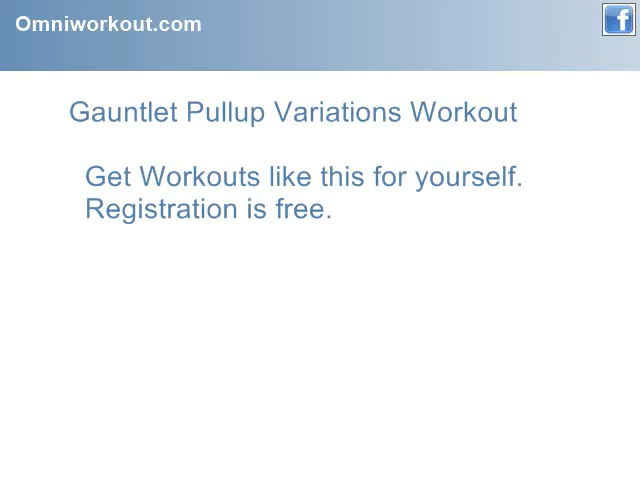 Omniworkout.com
f
Gauntlet Pullup Variations Workout
Get Workouts like this for yourself.
Registration is free.